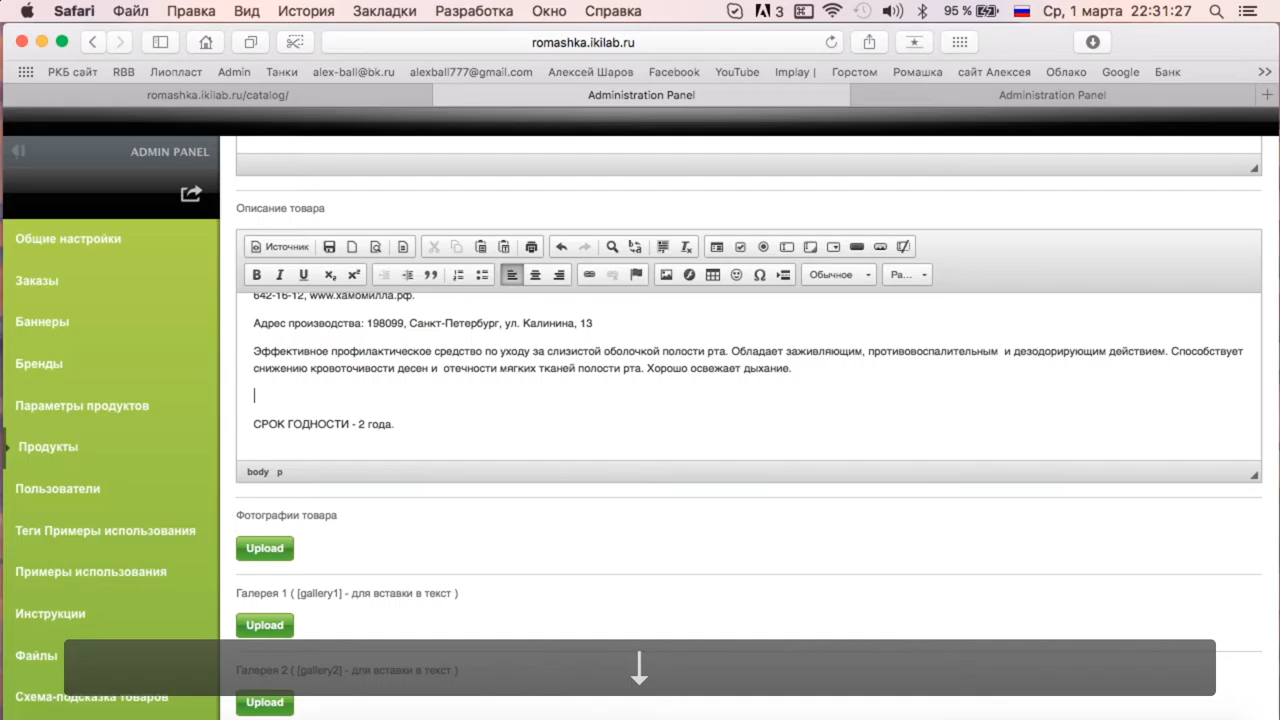 Safari Файл Правка Вид История Закладки Разработка Окно Справка 3 95 % Ср, 1 марта 22:31:27
romashka.ikilab.ru
РКБ сайт RBB Лиопласт Admin Танки alex-ball@bk.ru alexball777@gmail.com Алексей Шаров Facebook YouTube Implay | Горстом Ромашка сайт Алексея Облако Google Банк
romashka.ikilab.ru/catalog/ Administration Panel Administration Panel
ADMIN PANEL
Общие настройки
Заказы
Баннеры
Бренды
Параметры продуктов
Продукты
Пользователи
Теги Примеры использования
Примеры использования
Инструкции
Файлы
Схема-подсказка товаров
Описание товара
Источник
B I U Обычное Ра...
642-16-12, www.хамомилла.рф.
Адрес производства: 198099, Санкт-Петербург, ул. Калинина, 13
Эффективное профилактическое средство по уходу за слизистой оболочкой полости рта. Обладает заживляющим, противовоспалительным и дезодорирующим действием. Способствует
снижению кровоточивости десен и отечности мягких тканей полости рта. Хорошо освежает дыхание.
СРОК ГОДНОСТИ - 2 года.
body p
Фотографии товара
Upload
Галерея 1 ( [gallery1] - для вставки в текст )
Upload
Галерея 2 ( [gallery2] - для вставки в текст )
Upload